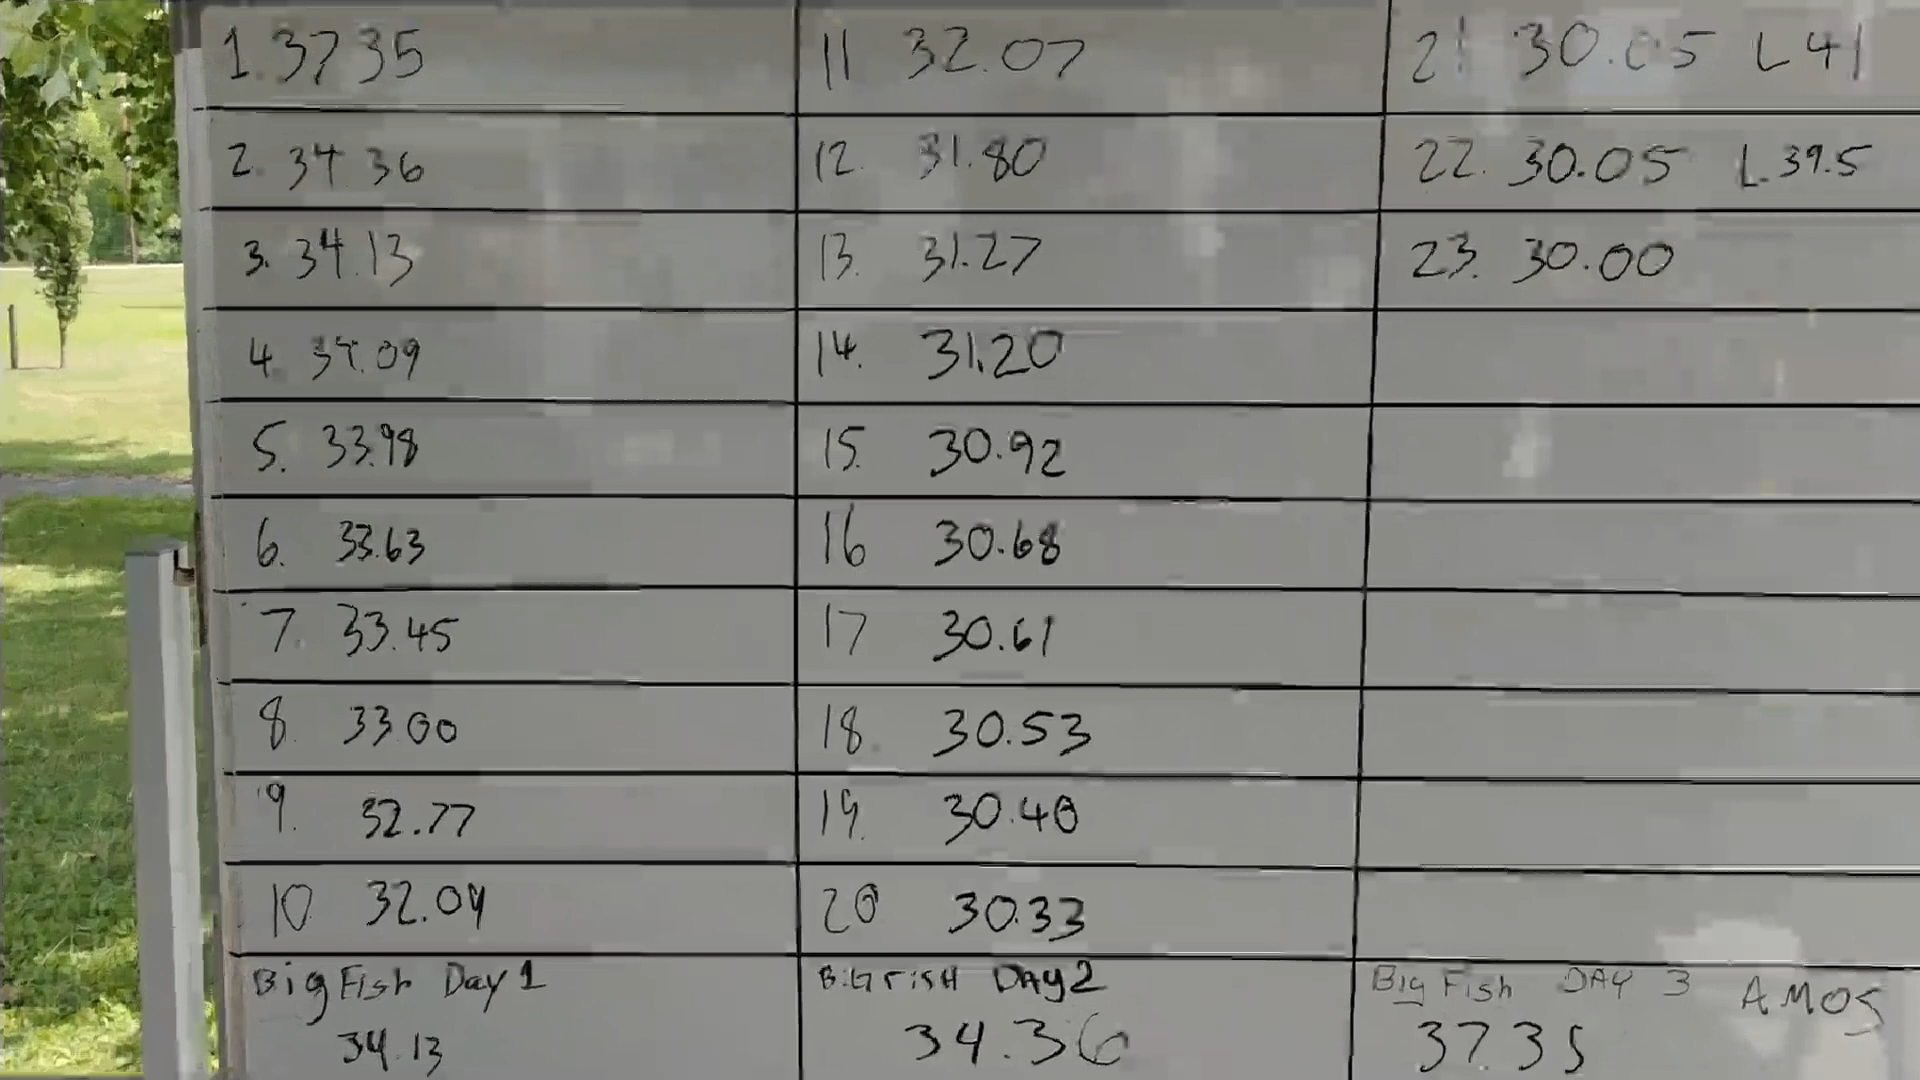 1. 37 35
2. 34 36
3. 34.13
4. 34.09
5. 33.98
6. 33.63
7. 33.45
8 33 00
9. 32.77
10 32.09
Big Fish Day 1
34.13
11 32.07
12. 31.80
13. 31.27
14. 31.20
15. 30.92
16 30.68
17 30.61
18. 30.53
19. 30.40
20 30.33
BIG FISH DAy 2
34.36
21 30.05 L 41
22. 30.05 L.39.5
23. 30.00
Big Fish DAY 3 AMOS
37.35